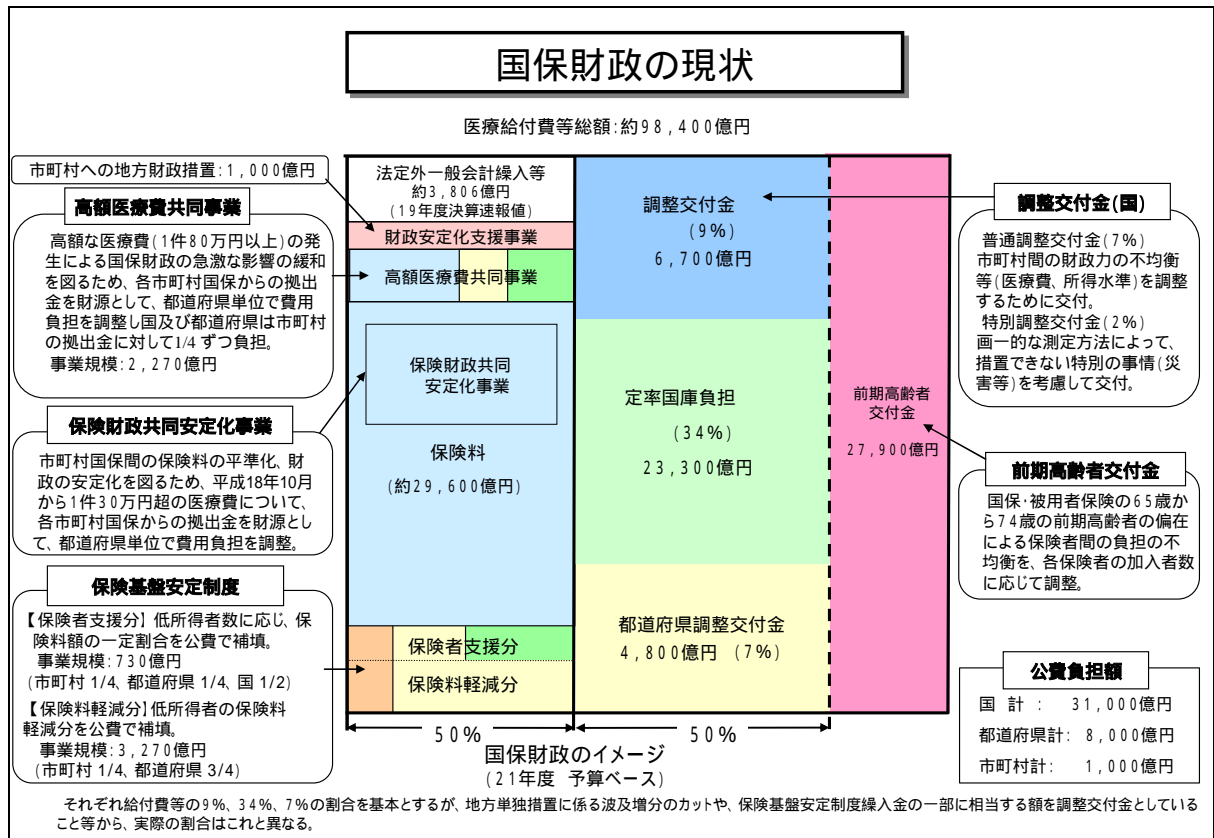 国保財政の現状
医療給付費等総額:約98,400億円
市町村への地方財政措置:1,000億円
高額医療費共同事業
高額な医療費(1件80万円以上)の発
生による国保財政の急激な影響の緩和
を図るため、各市町村国保からの拠出
金を財源として、都道府県単位で費用
負担を調整し国及び都道府県は市町村
の拠出金に対して1/4 ずつ負担。
事業規模:2,270億円
保険財政共同安定化事業
市町村国保間の保険料の平準化、財
政の安定化を図るため、平成18年10月
から1件30万円超の医療費について、
各市町村国保からの拠出金を財源とし
て、都道府県単位で費用負担を調整。
保険基盤安定制度
【保険者支援分】 低所得者数に応じ、保
険料額の一定割合を公費で補填。
事業規模:730億円
(市町村 1/4、都道府県 1/4、国 1/2)
【保険料軽減分】低所得者の保険料
軽減分を公費で補填。
事業規模:3,270億円
(市町村 1/4、都道府県 3/4)
法定外一般会計繰入等
約3,806億円
(19年度決算速報値)
財政安定化支援事業
高額医療費共同事業
保険財政共同
安定化事業
保険料
(約29,600億円)
保険者支援分
保険料軽減分
調整交付金
(9%)
6,700億円
定率国庫負担
(34%)
23,300億円
都道府県調整交付金
4,800億円 (7%)
前期高齢者
交付金
27,900億円
調整交付金(国)
普通調整交付金(7%)
市町村間の財政力の不均衡
等(医療費、所得水準)を調整
するために交付。
特別調整交付金(2%)
画一的な測定方法によって、
措置できない特別の事情(災
害等)を考慮して交付。
前期高齢者交付金
国保・被用者保険の65歳か
ら74歳の前期高齢者の偏在
による保険者間の負担の不
均衡を、各保険者の加入者数
に応じて調整。
公費負担額
国 計 : 31,000億円
都道府県計: 8,000億円
市町村計: 1,000億円
50%
50%
国保財政のイメージ
(21年度 予算ベース)
それぞれ給付費等の9%、34%、7%の割合を基本とするが、地方単独措置に係る波及増分のカットや、保険基盤安定制度繰入金の一部に相当する額を調整交付金としている
こと等から、実際の割合はこれと異なる。